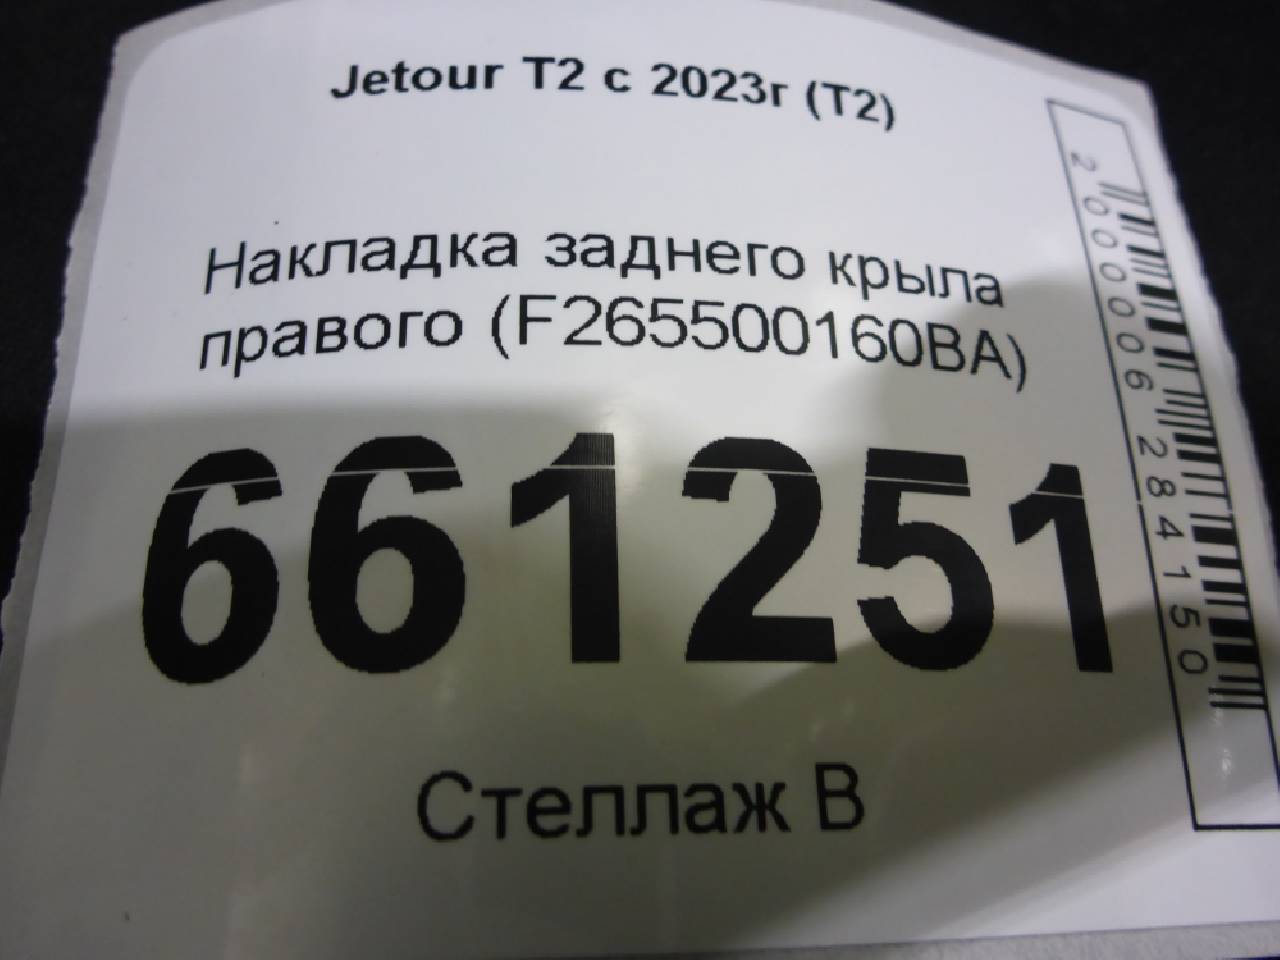 Jetour T2 с 2023г (T2)
Накладка заднего крыла
правого (F265500160BA)
661251
Стеллаж В
2000006284150